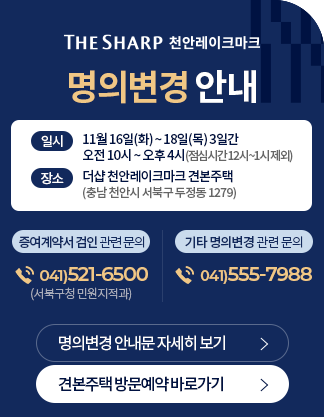 THE SHARP 천안레이크마크
명의변경 안내
일시 11월 16일(화) ~ 18일(목) 3일간
오전 10시 ~ 오후 4시(점심시간 12시~1시 제외)
장소 더샵 천안레이크마크 견본주택
(충남 천안시 서북구 두정동 1279)
증여계약서 검인 관련 문의
041)521-6500
(서북구청 민원지적과)
기타 명의변경 관련 문의
041)555-7988
명의변경 안내문 자세히 보기
견본주택 방문예약 바로가기